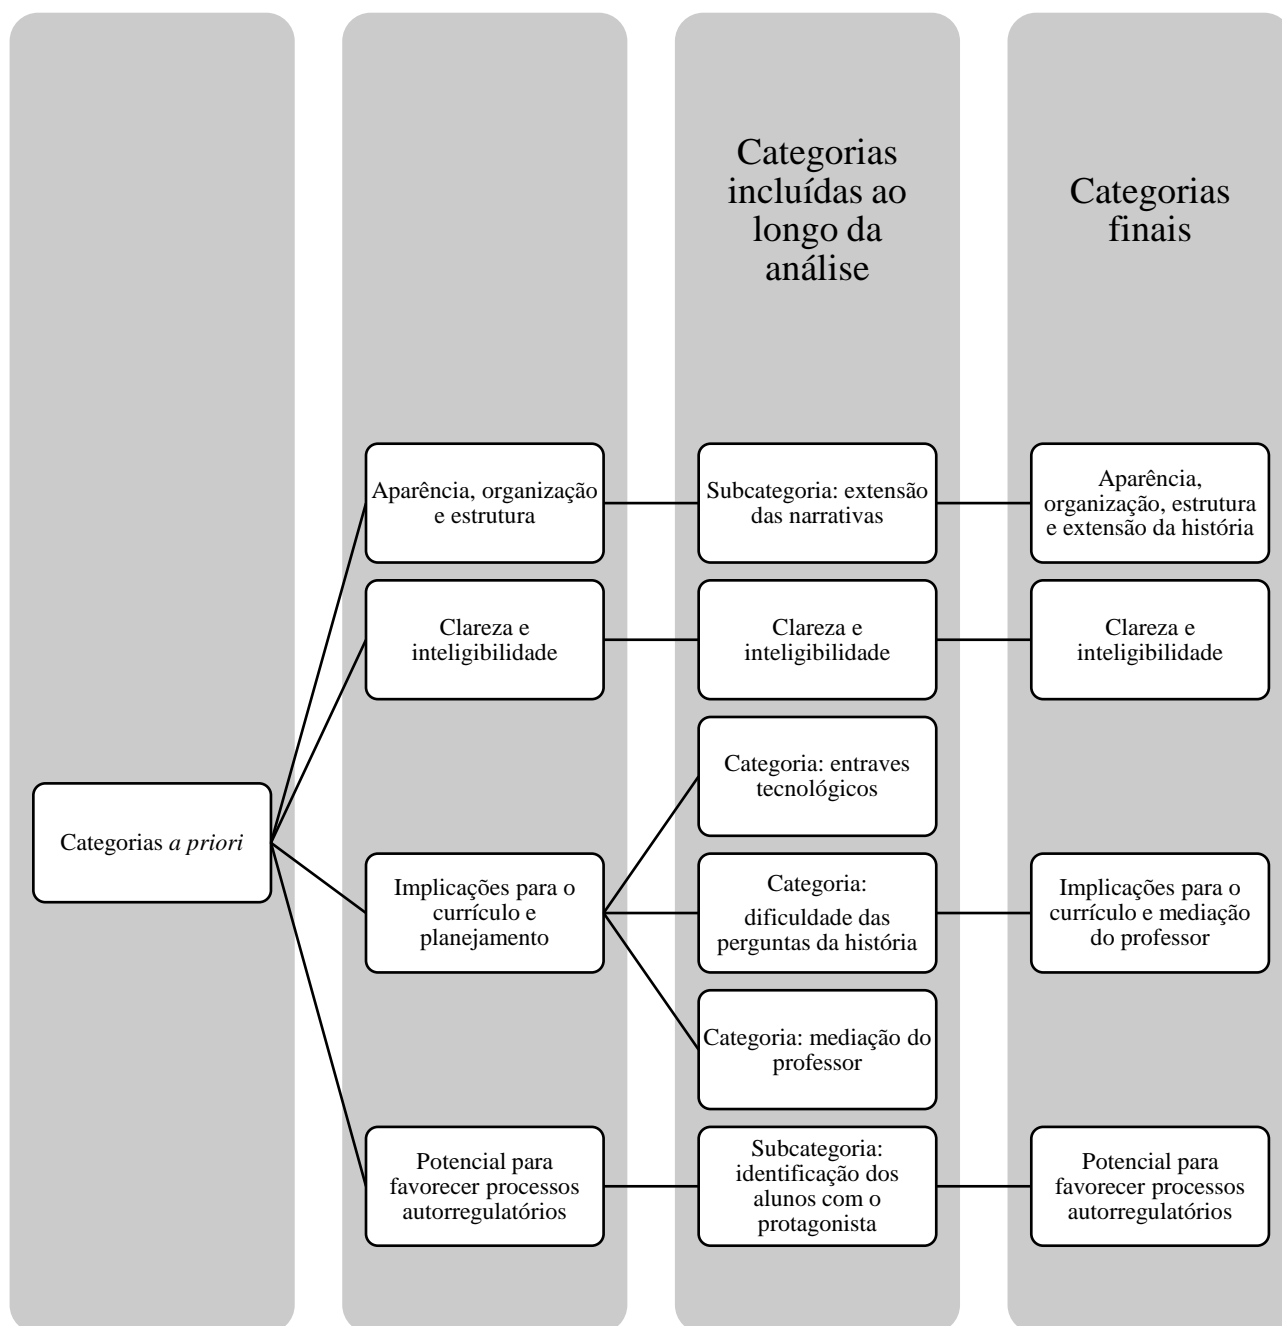 Categorias
incluídas ao
longo da
análise
Categorias
finais
Categorias a priori
Aparência, organização
e estrutura
Subcategoria: extensão
das narrativas
Aparência,
organização, estrutura
e extensão da história
Clareza e
inteligibilidade
Clareza e
inteligibilidade
Clareza e
inteligibilidade
Implicações para o
currículo e
planejamento
Categoria: entraves
tecnológicos
Categoria:
dificuldade das
perguntas da história
Categoria: mediação do
professor
Implicações para o
currículo e mediação
do professor
Potencial para
favorecer processos
autorregulatórios
Subcategoria:
identificação dos
alunos com o
protagonista
Potencial para
favorecer processos
autorregulatórios